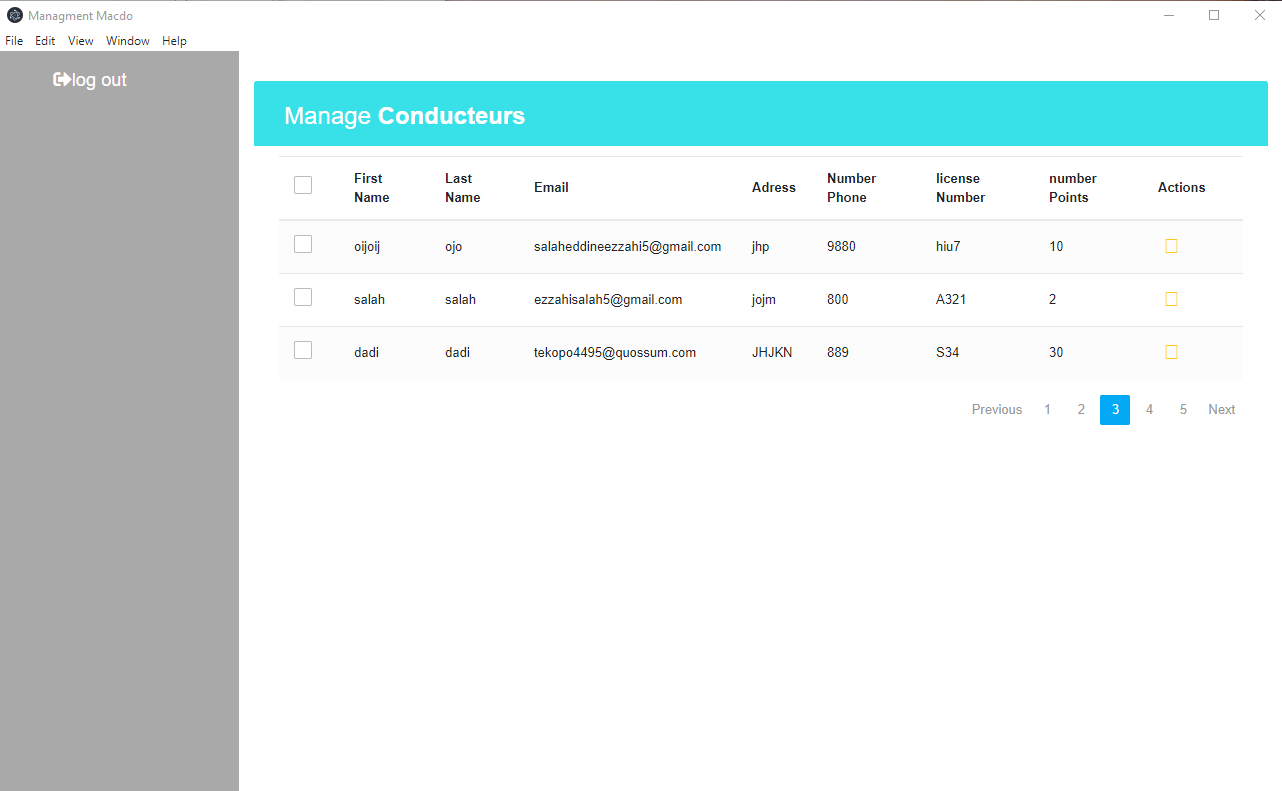 Managment Macdo
File Edit View Window Help
log out
Manage Conducteurs
First Name Last Name Email Adress Number Phone license Number number Points Actions
oijoij ojo salaheddineezzahi5@gmail.com jhp 9880 hiu7 10
salah salah ezzahisalah5@gmail.com jojm 800 A321 2
dadi dadi tekopo4495@quossum.com JHJKN 889 S34 30
Previous 1 2 3 4 5 Next